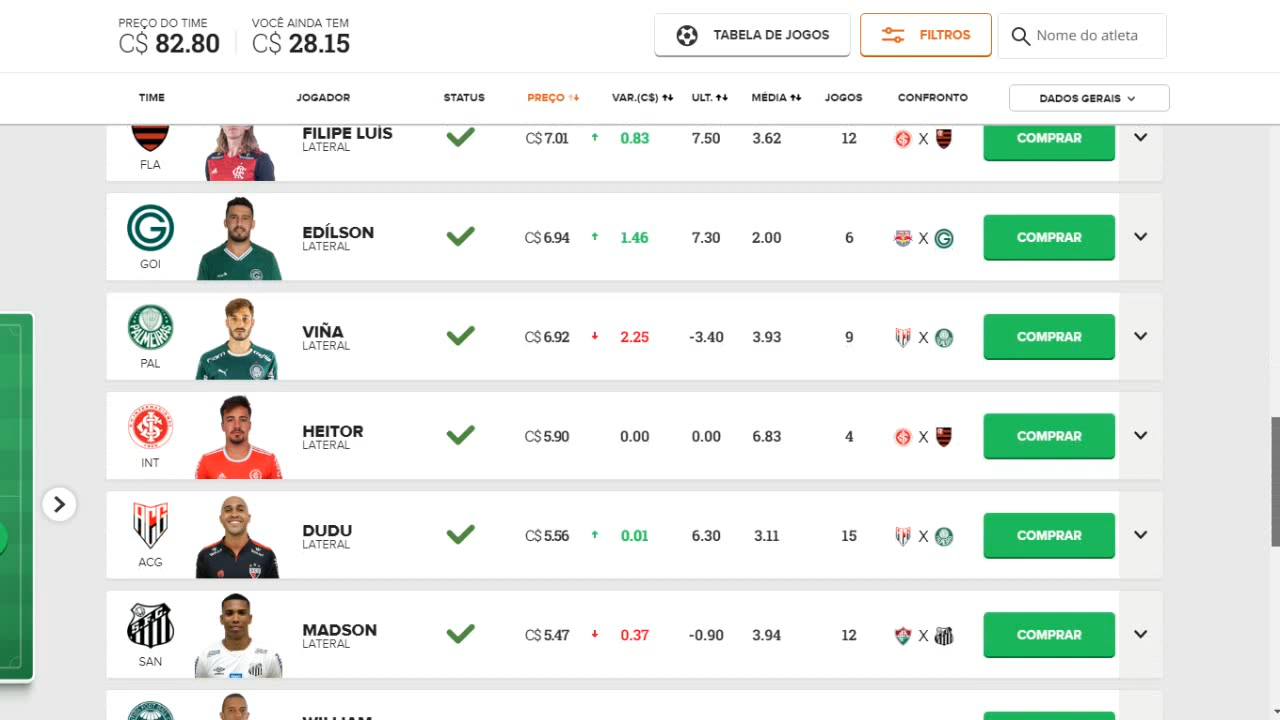 PREÇO DO TIME
C$ 82.80
VOCÊ AINDA TEM
C$ 28.15
TABELA DE JOGOS
FILTROS
Nome do atleta
TIME JOGADOR STATUS PREÇO VAR.(C$) ULT. MÉDIA JOGOS CONFRONTO DADOS GERAIS
FLA FILIPE LUÍS C$ 7.01 0.83 7.50 3.62 12 X COMPRAR
LATERAL
GOI EDÍLSON C$ 6.94 1.46 7.30 2.00 6 X COMPRAR
LATERAL
PAL VIÑA C$ 6.92 2.25 -3.40 3.93 9 X COMPRAR
LATERAL
INT HEITOR C$ 5.90 0.00 0.00 6.83 4 X COMPRAR
LATERAL
ACG DUDU C$ 5.56 0.01 6.30 3.11 15 X COMPRAR
LATERAL
SAN MADSON C$ 5.47 0.37 -0.90 3.94 12 X COMPRAR
LATERAL
WILLIAM